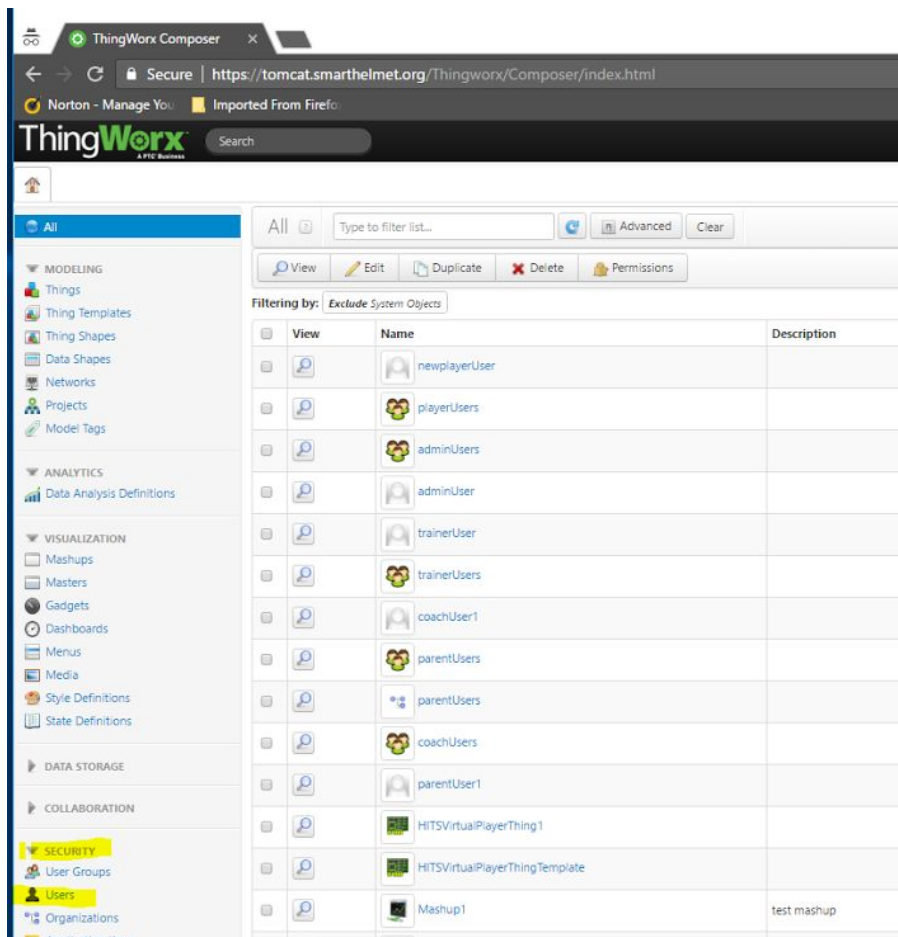 ThingWorx Composer
Secure | https://tomcat.smarthelmet.org/Thingworx/Composer/index.html
Norton - Manage You Imported From Firefo
ThingWorx Search
A PTC Business
All Type to filter list... Advanced Clear
MODELING
View Edit Duplicate Delete Permissions
Things
Filtering by: Exclude System Objects
Thing Templates
Thing Shapes
Data Shapes
Networks
Projects
Model Tags
ANALYTICS
Data Analysis Definitions
VISUALIZATION
Mashups
Masters
Gadgets
Dashboards
Menus
Media
Style Definitions
State Definitions
DATA STORAGE
COLLABORATION
SECURITY
User Groups
Users
Organizations
All
View Name Description
newplayerUser
playerUsers
adminUsers
adminUser
trainerUser
trainerUsers
coachUser1
parentUsers
parentUsers
coachUsers
parentUser1
HITSVirtualPlayerThing1
HITSVirtualPlayerThingTemplate
Mashup1 test mashup